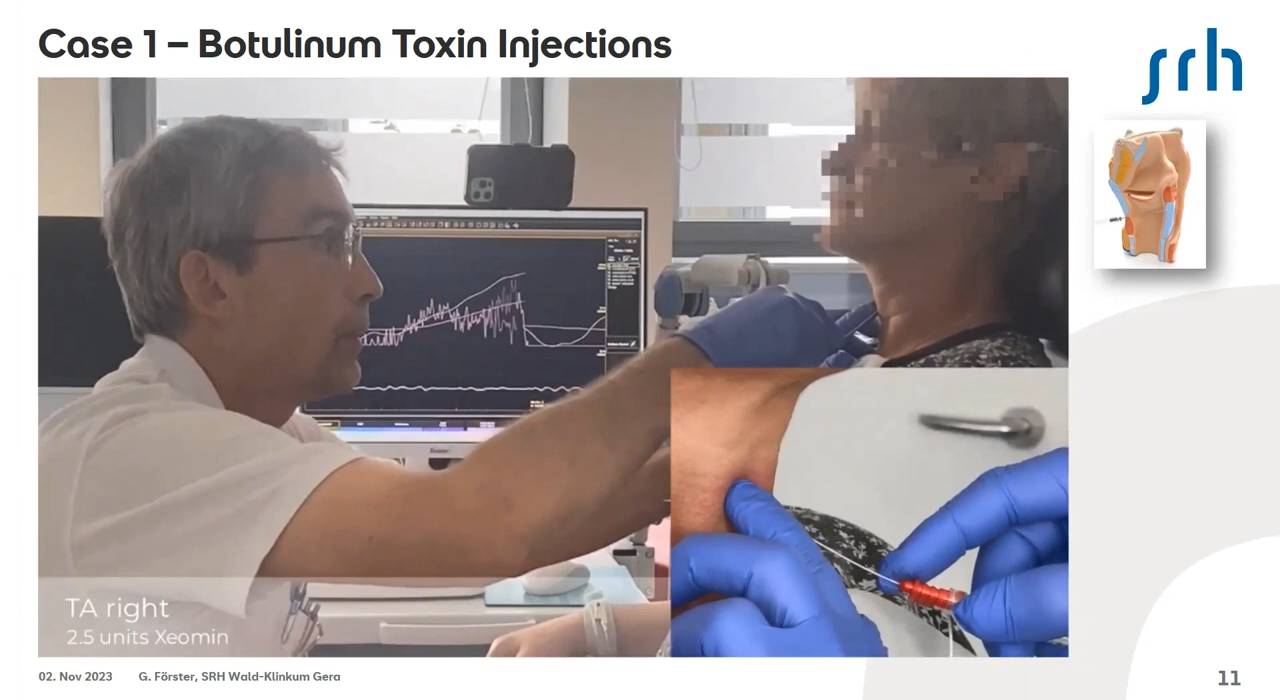 Case 1 – Botulinum Toxin Injections
srh
TA right
2.5 units Xeomin
02. Nov 2023 G. Förster, SRH Wald-Klinkum Gera
11